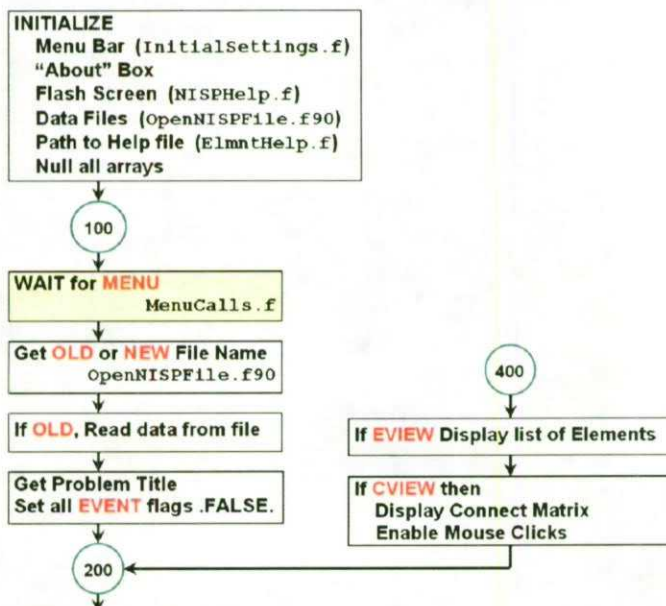 INITIALIZE
Menu Bar (InitialSettings.f)
“About” Box
Flash Screen (NISPHelp.f)
Data Files (OpenNISPFile.f90)
Path to Help file (ElmntHelp.f)
Null all arrays
100
WAIT for MENU
MenuCalls.f
Get OLD or NEW File Name
OpenNISPFile.f90
If OLD, Read data from file
Get Problem Title
Set all EVENT flags .FALSE.
200
400
If EVIEW Display list of Elements
If CVIEW then
Display Connect Matrix
Enable Mouse Clicks